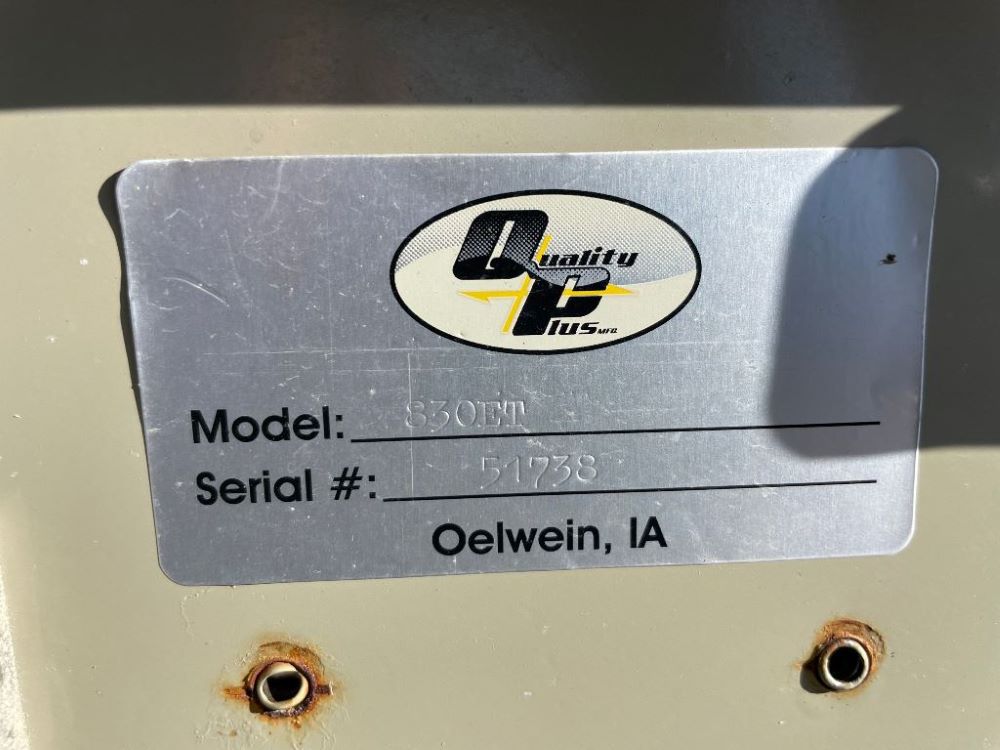 Quality
Plus MFG.
Model: 830ET
Serial #: 51738
Oelwein, IA